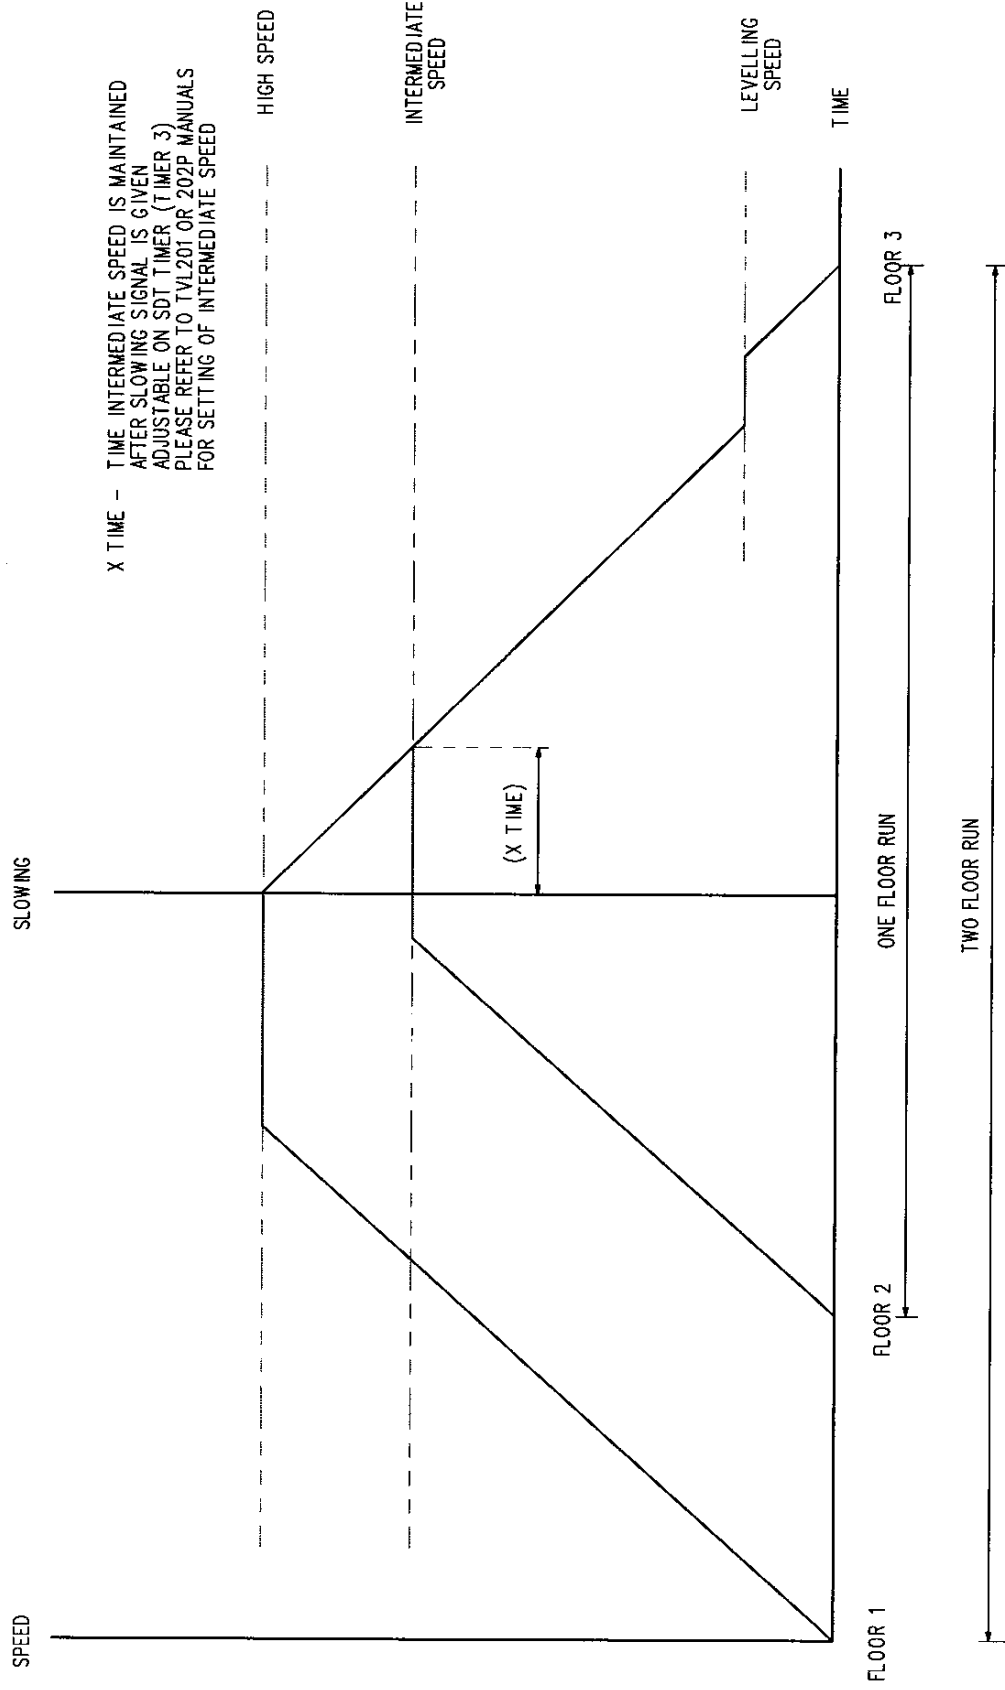 SPEED
SLOWING
X TIME - TIME INTERMEDIATE SPEED IS MAINTAINED
AFTER SLOWING SIGNAL IS GIVEN
ADJUSTABLE ON SDT TIMER (TIMER 3)
PLEASE REFER TO TVL201 OR 202P MANUALS
FOR SETTING OF INTERMEDIATE SPEED
HIGH SPEED
INTERMEDIATE
SPEED
(X TIME)
LEVELLING
SPEED
TIME
FLOOR 1
FLOOR 2
FLOOR 3
ONE FLOOR RUN
TWO FLOOR RUN